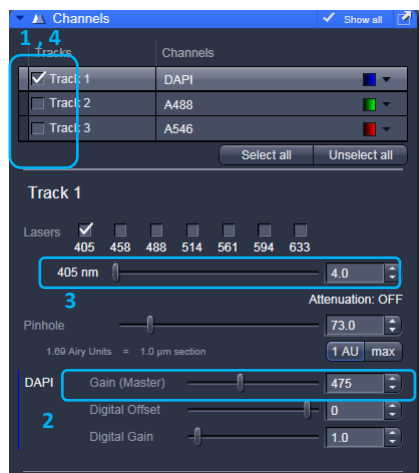 Channels Show all
1 , 4
Tracks Channels
Track 1 DAPI
Track 2 A488
Track 3 A546
Select all Unselect all
Track 1
Lasers
405 458 488 514 561 594 633
405 nm 4.0
3
Attenuation: OFF
Pinhole 73.0
1.69 Airy Units = 1.0 µm section 1 AU max
DAPI Gain (Master) 475
2 Digital Offset 0
Digital Gain 1.0